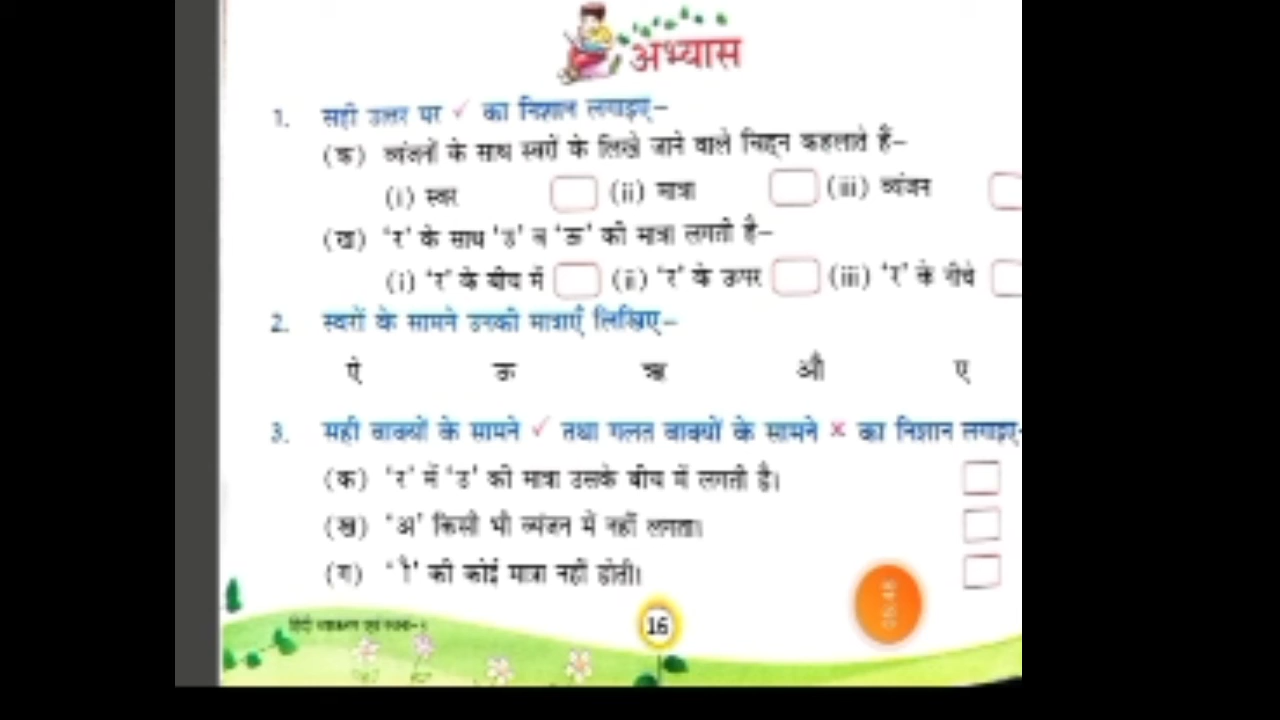 अभ्यास
1. सही उत्तर पर ✓ का निशान लगाइए–
(क) व्यंजनों के साथ स्वरों के लिखे जाने वाले चिह्न कहलाते हैं–
(i) स्वर (ii) मात्रा (iii) व्यंजन
(ख) 'र' के साथ 'उ' व 'ऊ' की मात्रा लगती है–
(i) 'र' के बीच में (ii) 'र' के ऊपर (iii) 'र' के नीचे
2. स्वरों के सामने उनकी मात्राएँ लिखिए–
ऐ ऊ ऋ औ ए
3. सही वाक्यों के सामने ✓ तथा गलत वाक्यों के सामने × का निशान लगाइए–
(क) 'र' में 'उ' की मात्रा उसके बीच में लगती है।
(ख) 'अ' किसी भी व्यंजन में नहीं लगता।
(ग) 'ौ' की कोई मात्रा नहीं होती।
हिंदी व्याकरण एवं
16